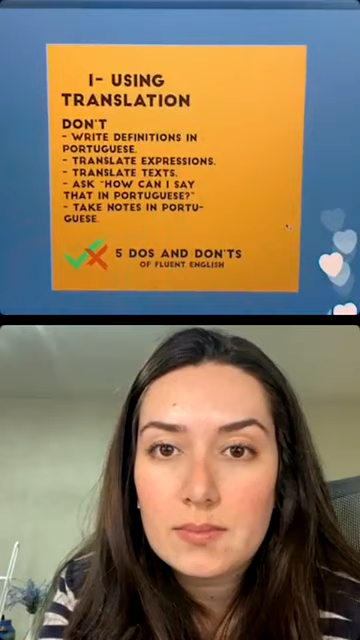 1- USING
TRANSLATION
DON'T
- WRITE DEFINITIONS IN
PORTUGUESE.
- TRANSLATE EXPRESSIONS.
- TRANSLATE TEXTS.
- ASK "HOW CAN I SAY
THAT IN PORTUGUESE?"
- TAKE NOTES IN PORTU-
GUESE.
5 DOS AND DON'TS
OF FLUENT ENGLISH